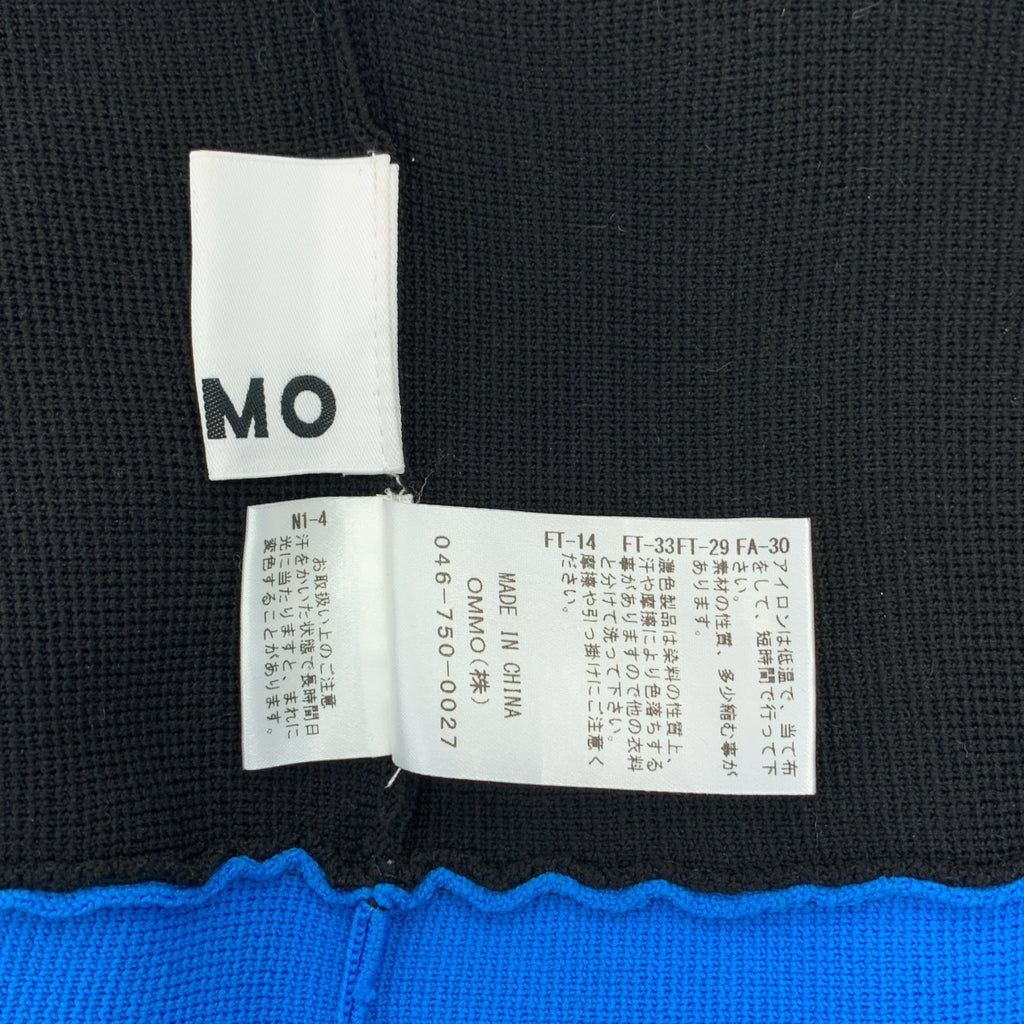 MO
N1-4
お取扱い上のご注意
汗をかいた状態で長時間日
光に当たりますと、まれに
変色することがあります。
FA-30
アイロンは低温で、当て布
をして、短時間で行って下
さい。
FT-29
素材の性質、多少縮む事が
あります。
FT-33
濃色製品は染料の性質上、
汗や摩擦により色落ちする
事がありますので他の衣料
と分けて洗って下さい。
FT-14
摩擦や引っ掛けにご注意く
ださい。
MADE IN CHINA
OMMO(株)
046-750-0027